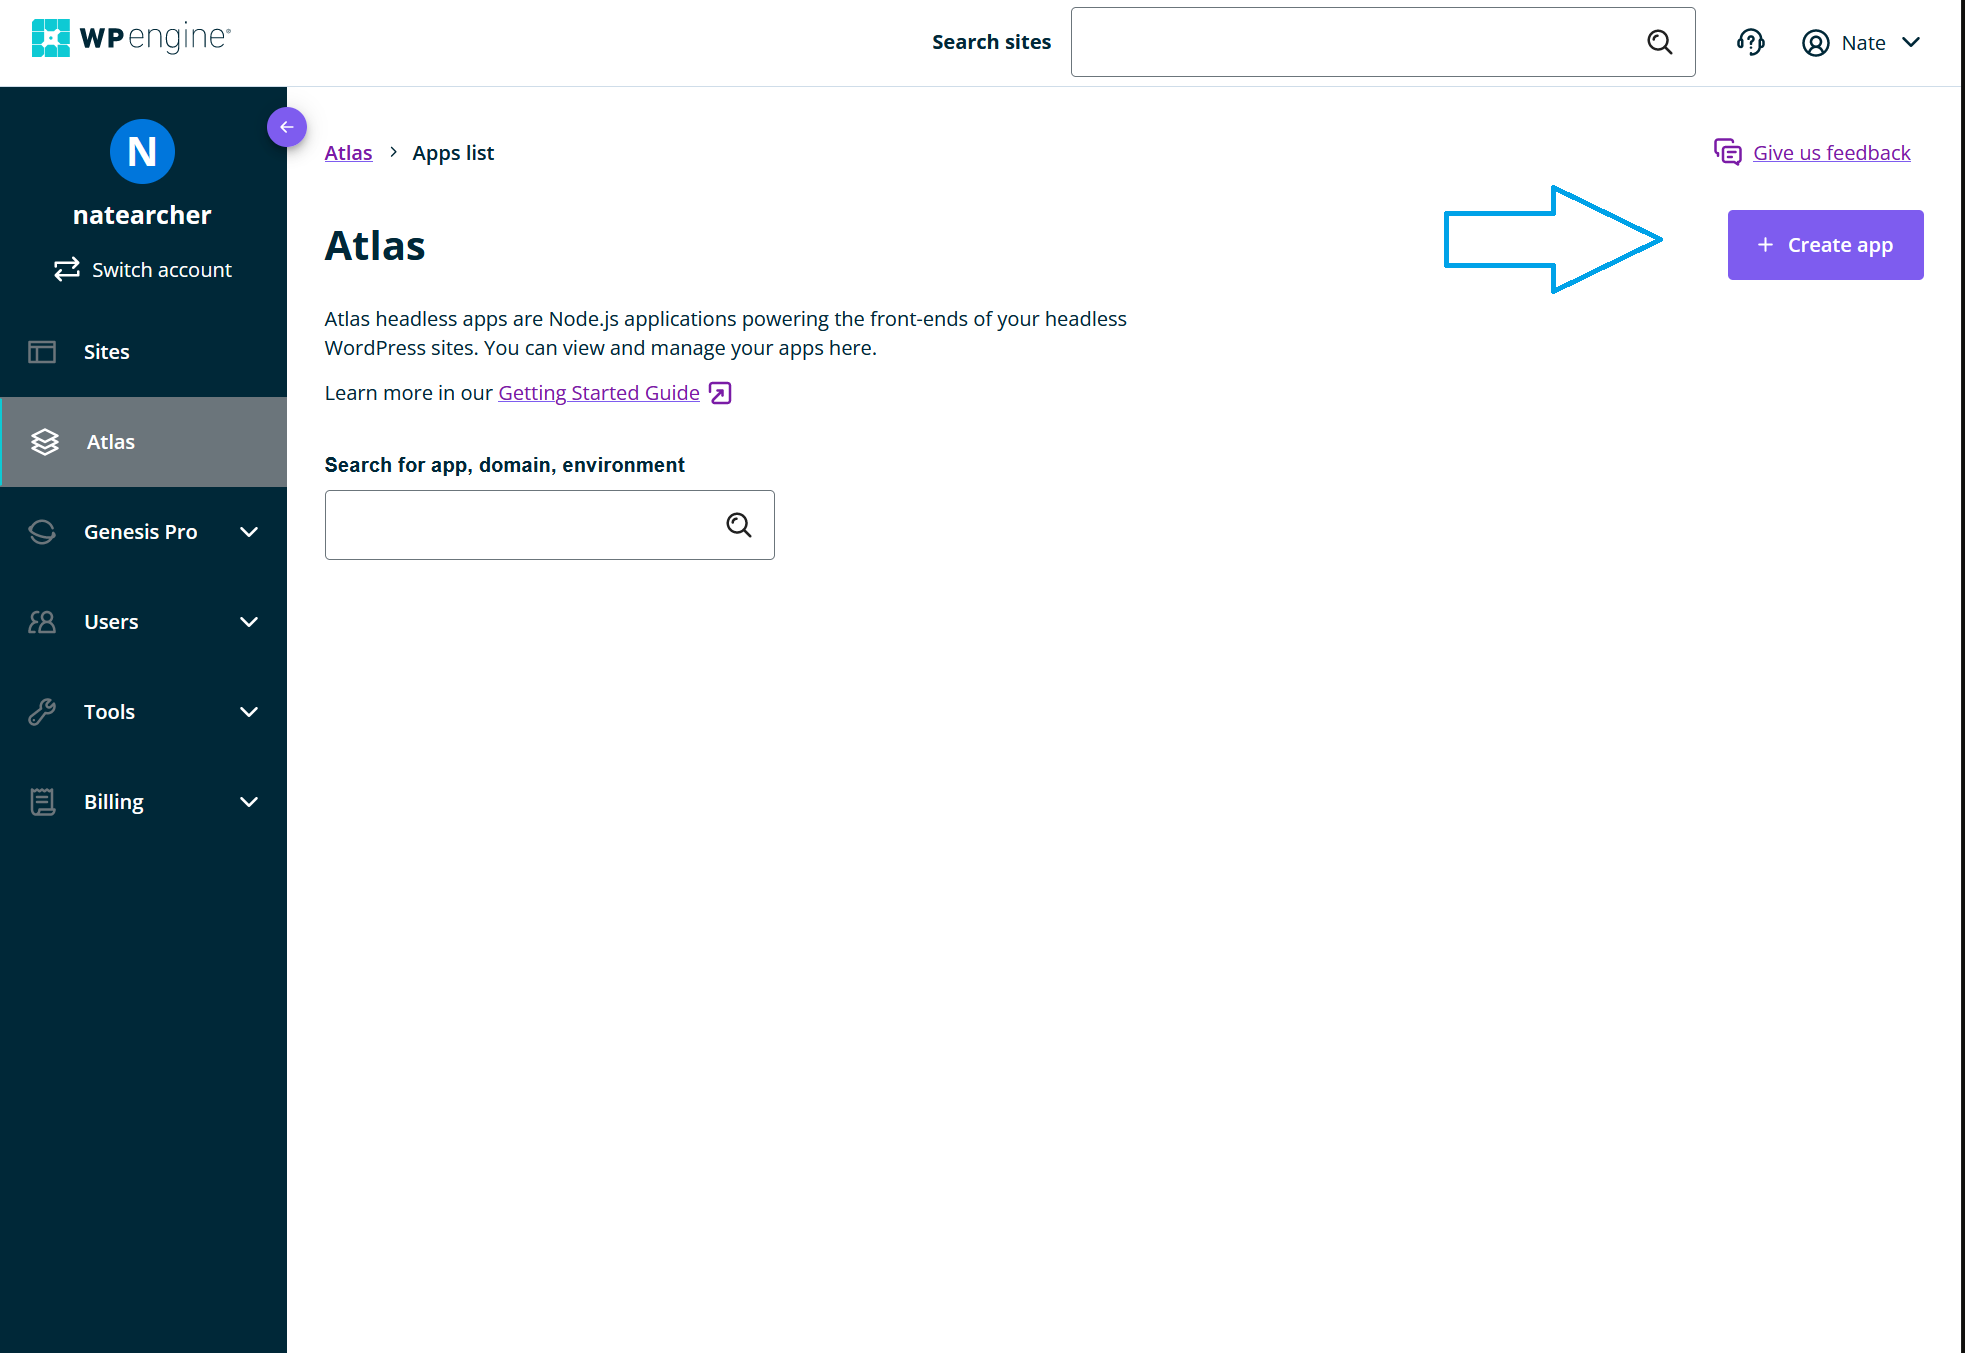 WP engine®
Search sites
Nate
N
natearcher
Switch account
Sites
Atlas
Genesis Pro
Users
Tools
Billing
Atlas > Apps list
Give us feedback
Atlas
+ Create app
Atlas headless apps are Node.js applications powering the front-ends of your headless
WordPress sites. You can view and manage your apps here.
Learn more in our Getting Started Guide
Search for app, domain, environment